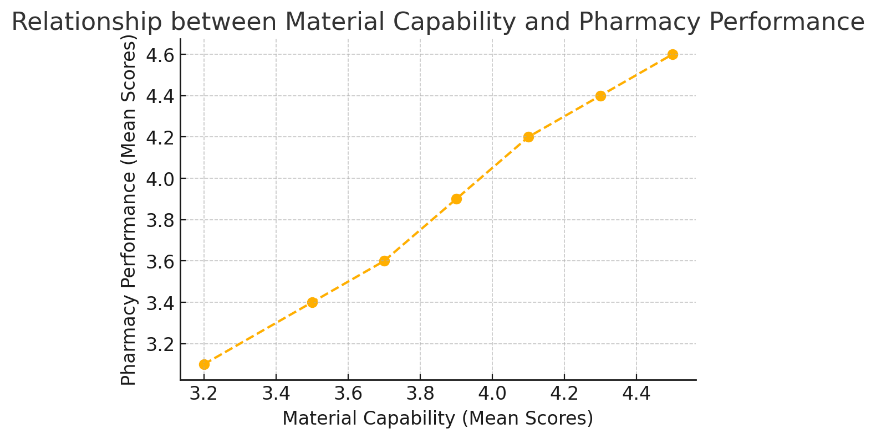 Relationship between Material Capability and Pharmacy Performance
Pharmacy Performance (Mean Scores)
4.6
4.4
4.2
4.0
3.8
3.6
3.4
3.2
3.2 3.4 3.6 3.8 4.0 4.2 4.4
Material Capability (Mean Scores)